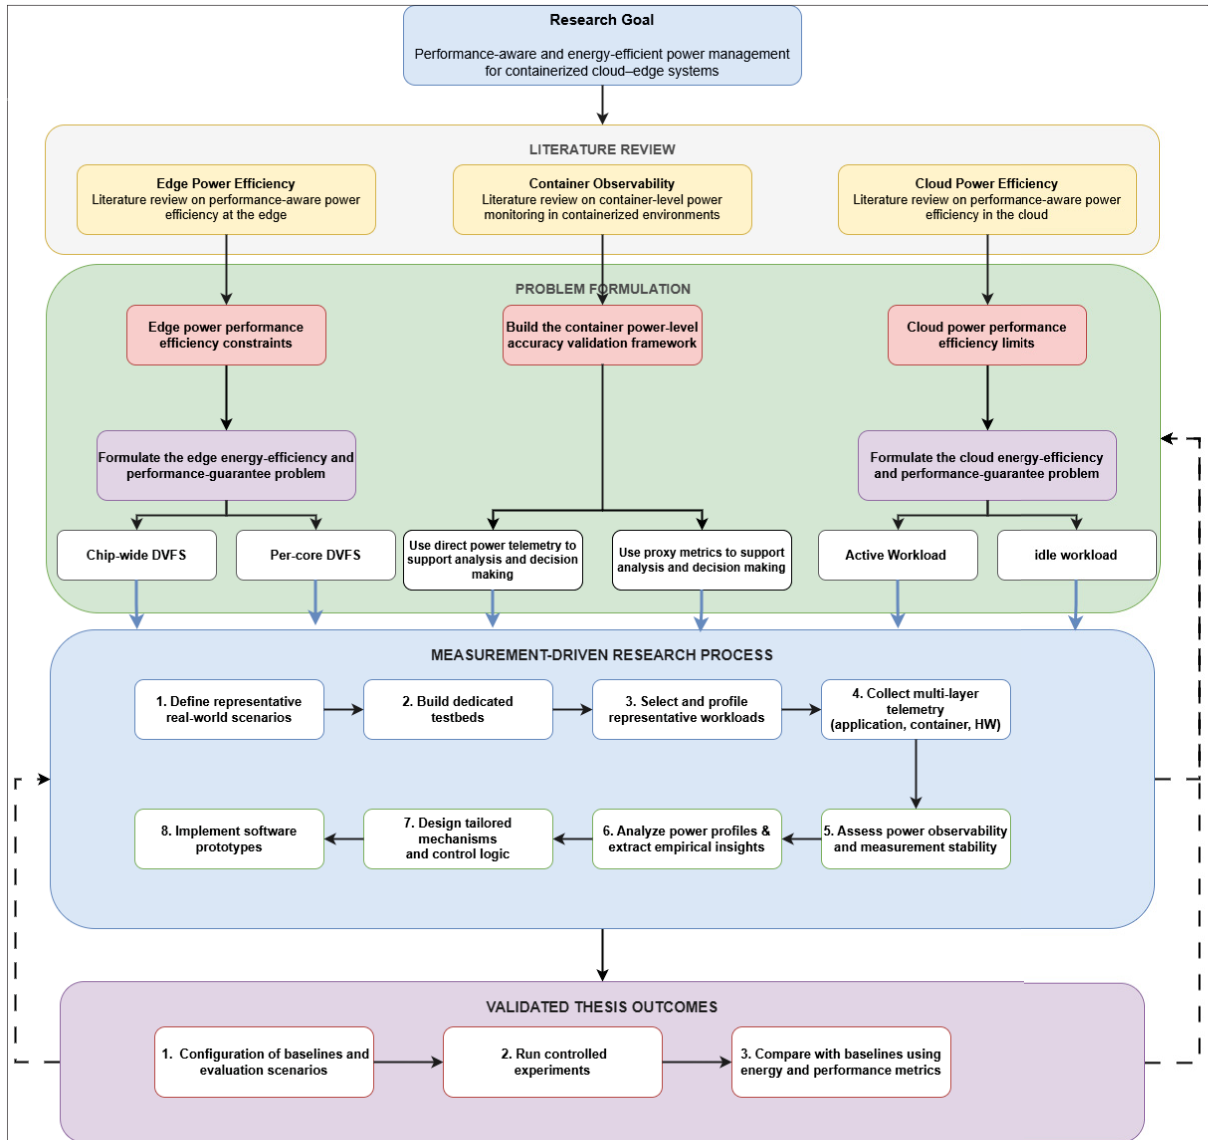 Research Goal
Performance-aware and energy-efficient power management
for containerized cloud–edge systems
LITERATURE REVIEW
Edge Power Efficiency
Literature review on performance-aware power
efficiency at the edge
Container Observability
Literature review on container-level power
monitoring in containerized environments
Cloud Power Efficiency
Literature review on performance-aware power
efficiency in the cloud
PROBLEM FORMULATION
Edge power performance
efficiency constraints
Build the container power-level
accuracy validation framework
Cloud power performance
efficiency limits
Formulate the edge energy-efficiency and
performance-guarantee problem
Formulate the cloud energy-efficiency
and performance-guarantee problem
Chip-wide DVFS
Per-core DVFS
Use direct power telemetry to
support analysis and decision
making
Use proxy metrics to support
analysis and decision making
Active Workload
idle workload
MEASUREMENT-DRIVEN RESEARCH PROCESS
1. Define representative
real-world scenarios
2. Build dedicated
testbeds
3. Select and profile
representative workloads
4. Collect multi-layer
telemetry
(application, container, HW)
8. Implement software
prototypes
7. Design tailored
mechanisms
and control logic
6. Analyze power profiles &
extract empirical insights
5. Assess power observability
and measurement stability
VALIDATED THESIS OUTCOMES
1. Configuration of baselines and
evaluation scenarios
2. Run controlled
experiments
3. Compare with baselines using
energy and performance metrics